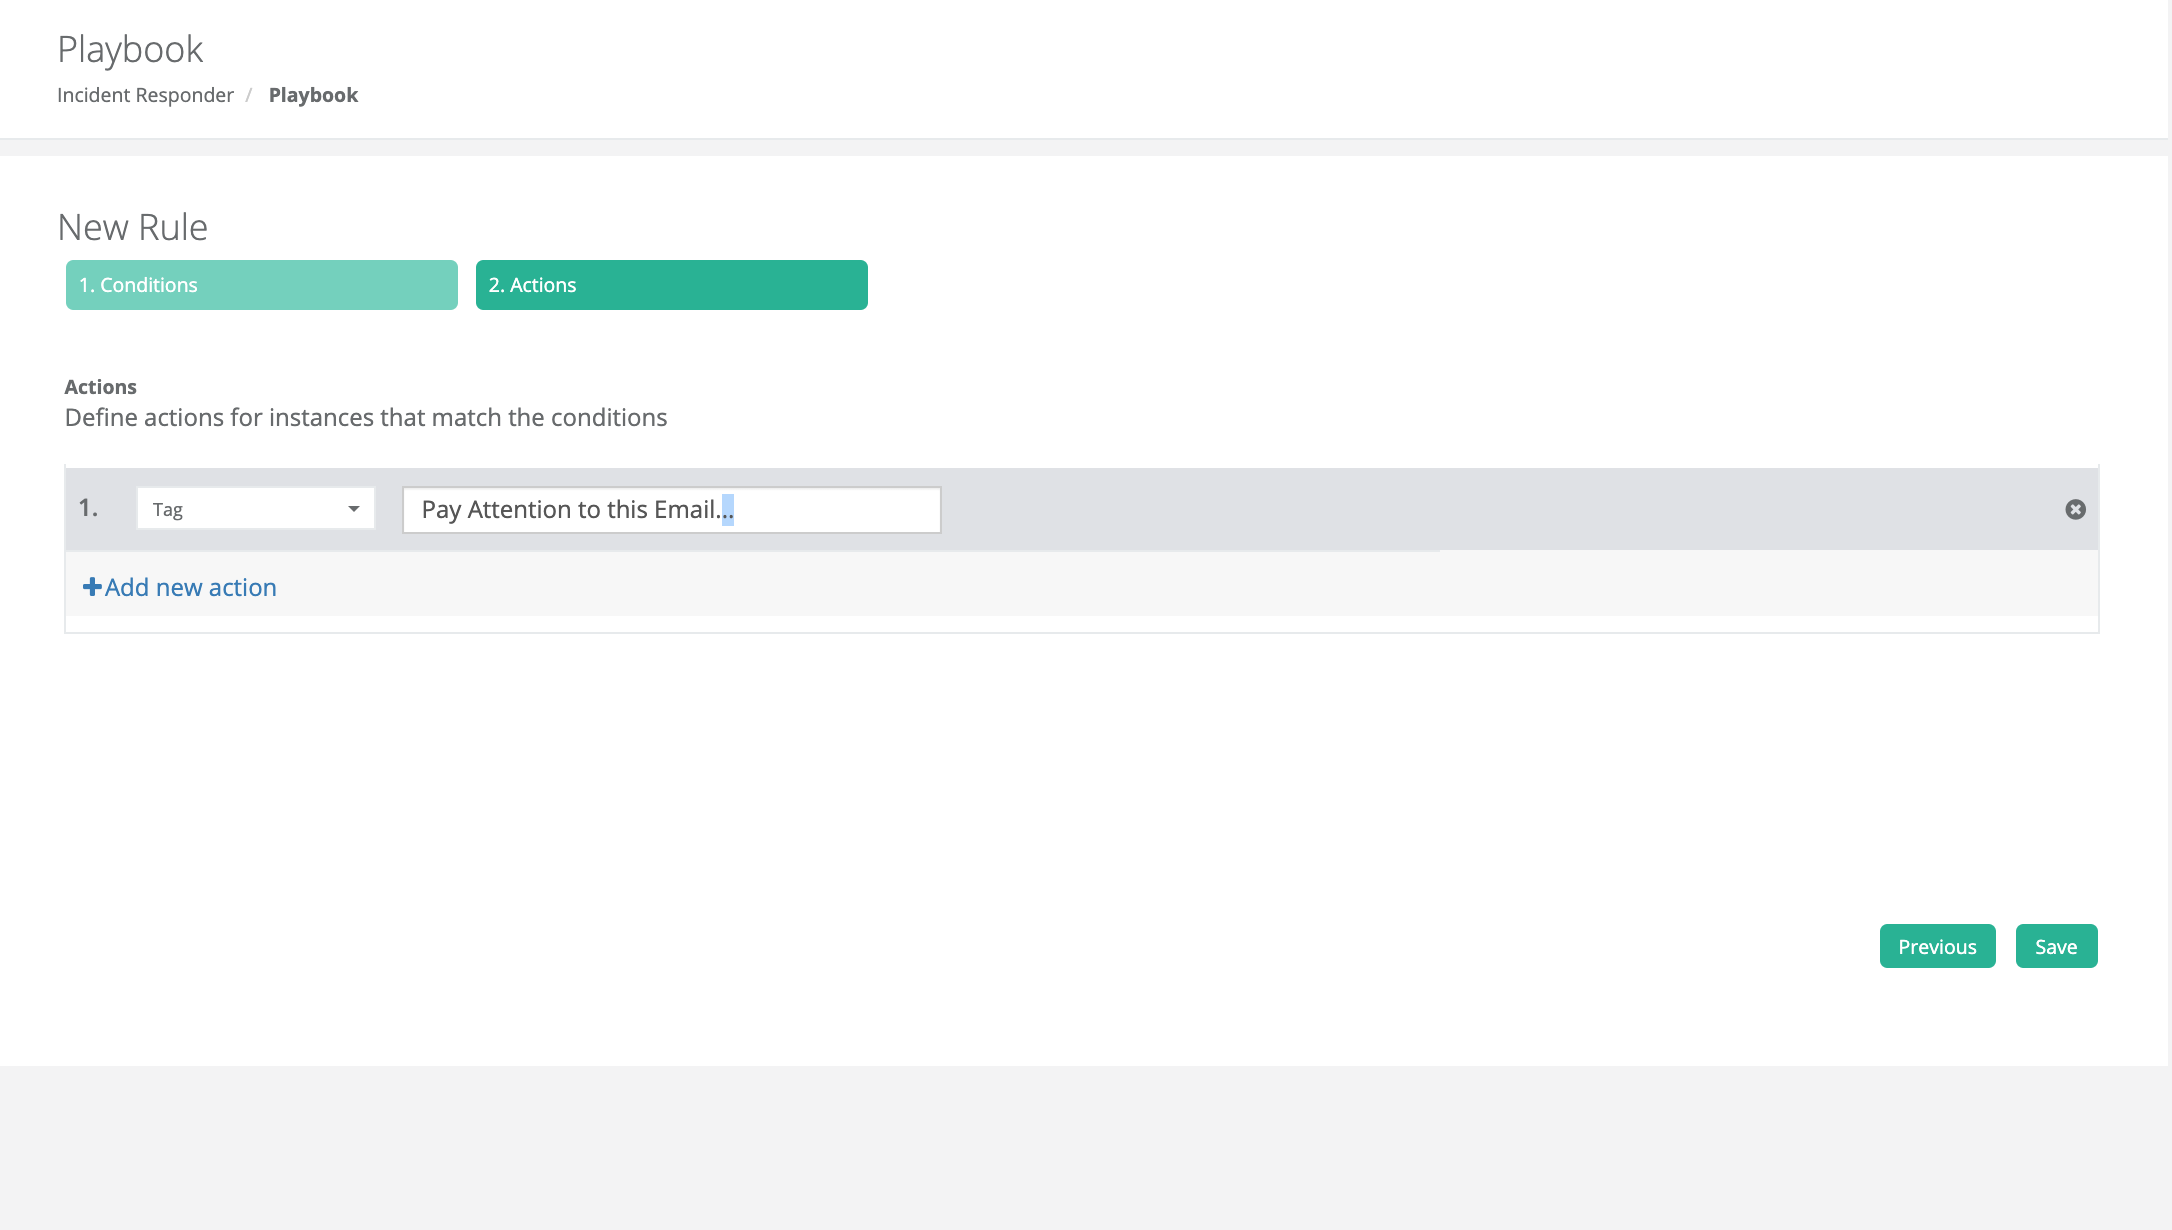 Playbook
Incident Responder / Playbook
New Rule
1. Conditions
2. Actions
Actions
Define actions for instances that match the conditions
1. Tag Pay Attention to this Email...
Add new action
Previous Save